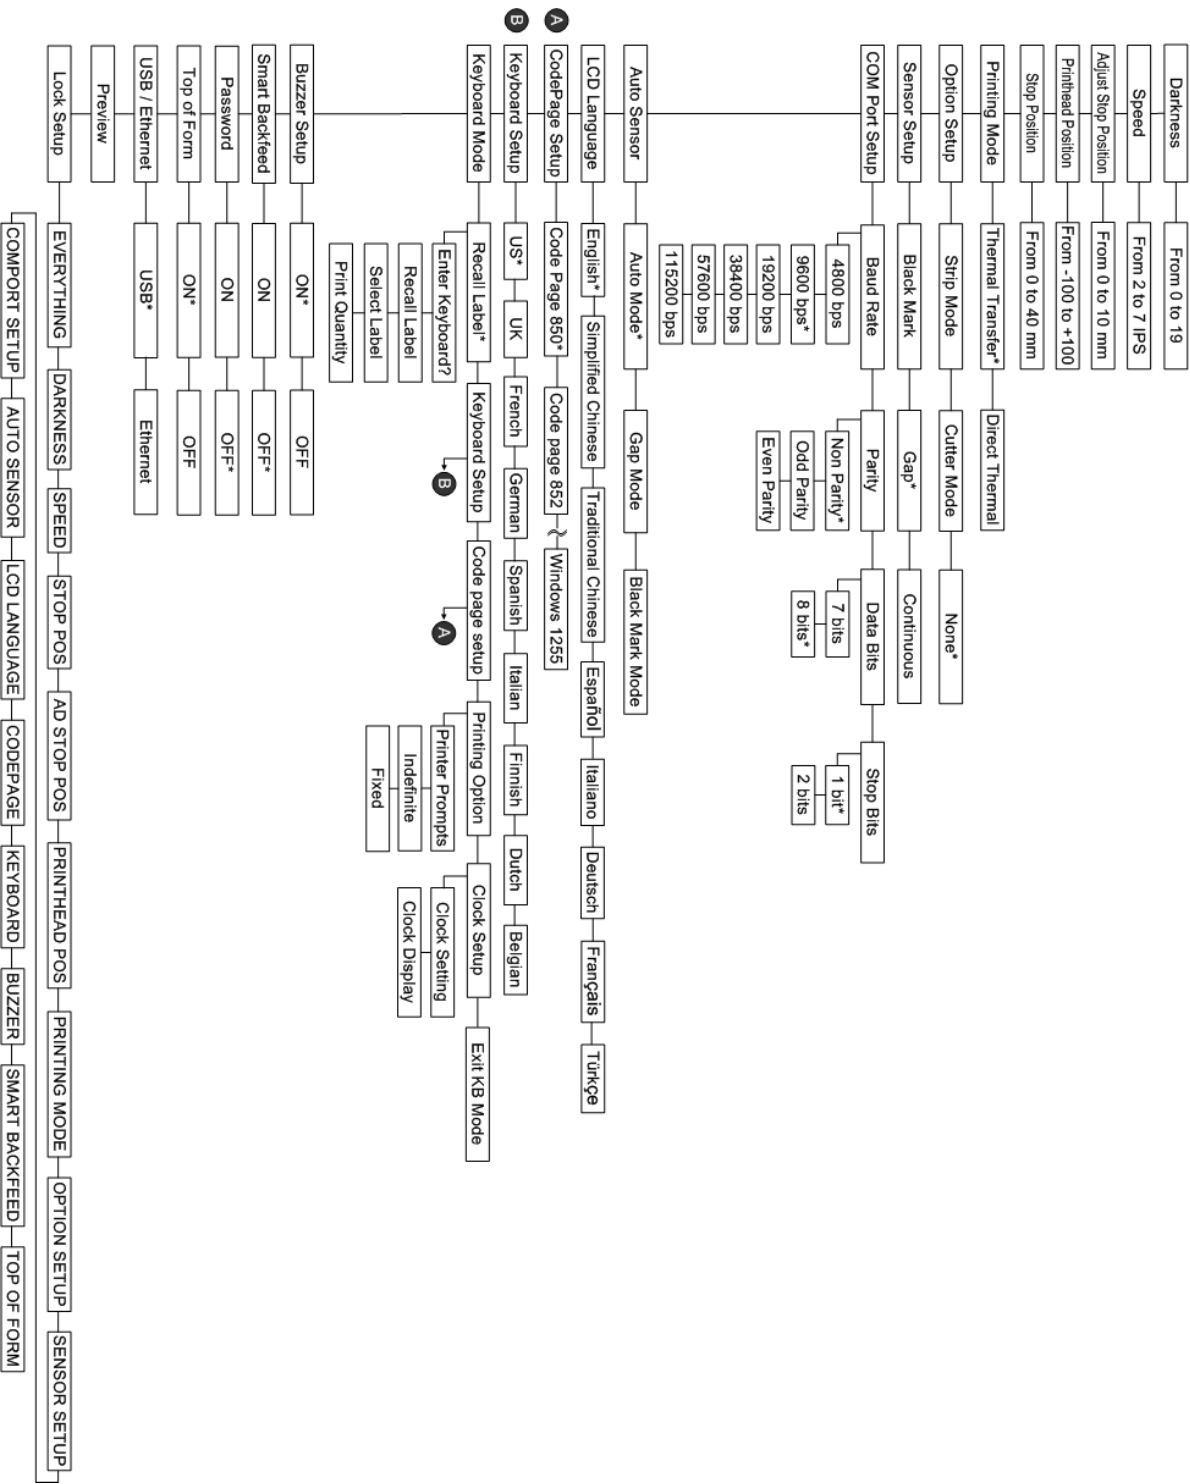 Darkness
From 0 to 19
Speed
From 2 to 7 IPS
Adjust Stop Position
From 0 to 10 mm
Printhead Position
From -100 to +100
Stop Position
From 0 to 40 mm
Printing Mode
Thermal Transfer*
Direct Thermal
Option Setup
Strip Mode
Cutter Mode
None*
Sensor Setup
Black Mark
Gap*
Continuous
COM Port Setup
Baud Rate
Parity
Data Bits
Stop Bits
4800 bps
Non Parity*
7 bits
1 bit*
9600 bps*
Odd Parity
8 bits*
2 bits
19200 bps
Even Parity
38400 bps
57600 bps
115200 bps
Auto Sensor
Auto Mode*
Gap Mode
Black Mark Mode
LCD Language
English*
Simplified Chinese
Traditional Chinese
Español
Italiano
Deutsch
Français
Türkçe
A
CodePage Setup
Code Page 850*
Code page 852
Windows 1255
B
Keyboard Setup
US*
UK
French
German
Spanish
Italian
Finnish
Dutch
Belgian
Keyboard Mode
Recall Label*
Keyboard Setup
Code page setup
Printing Option
Clock Setup
Exit KB Mode
Enter Keyboard?
B
A
Printer Prompts
Clock Setting
Recall Label
Indefinite
Clock Display
Select Label
Fixed
Print Quantity
Buzzer Setup
ON*
OFF
Smart Backfeed
ON
OFF*
Password
ON
OFF*
Top of Form
ON*
OFF
USB / Ethernet
USB*
Ethernet
Preview
Lock Setup
EVERYTHING
DARKNESS
SPEED
STOP POS
AD STOP POS
PRINTHEAD POS
PRINTING MODE
OPTION SETUP
SENSOR SETUP
COMPORT SETUP
AUTO SENSOR
LCD LANGUAGE
CODEPAGE
KEYBOARD
BUZZER
SMART BACKFEED
TOP OF FORM